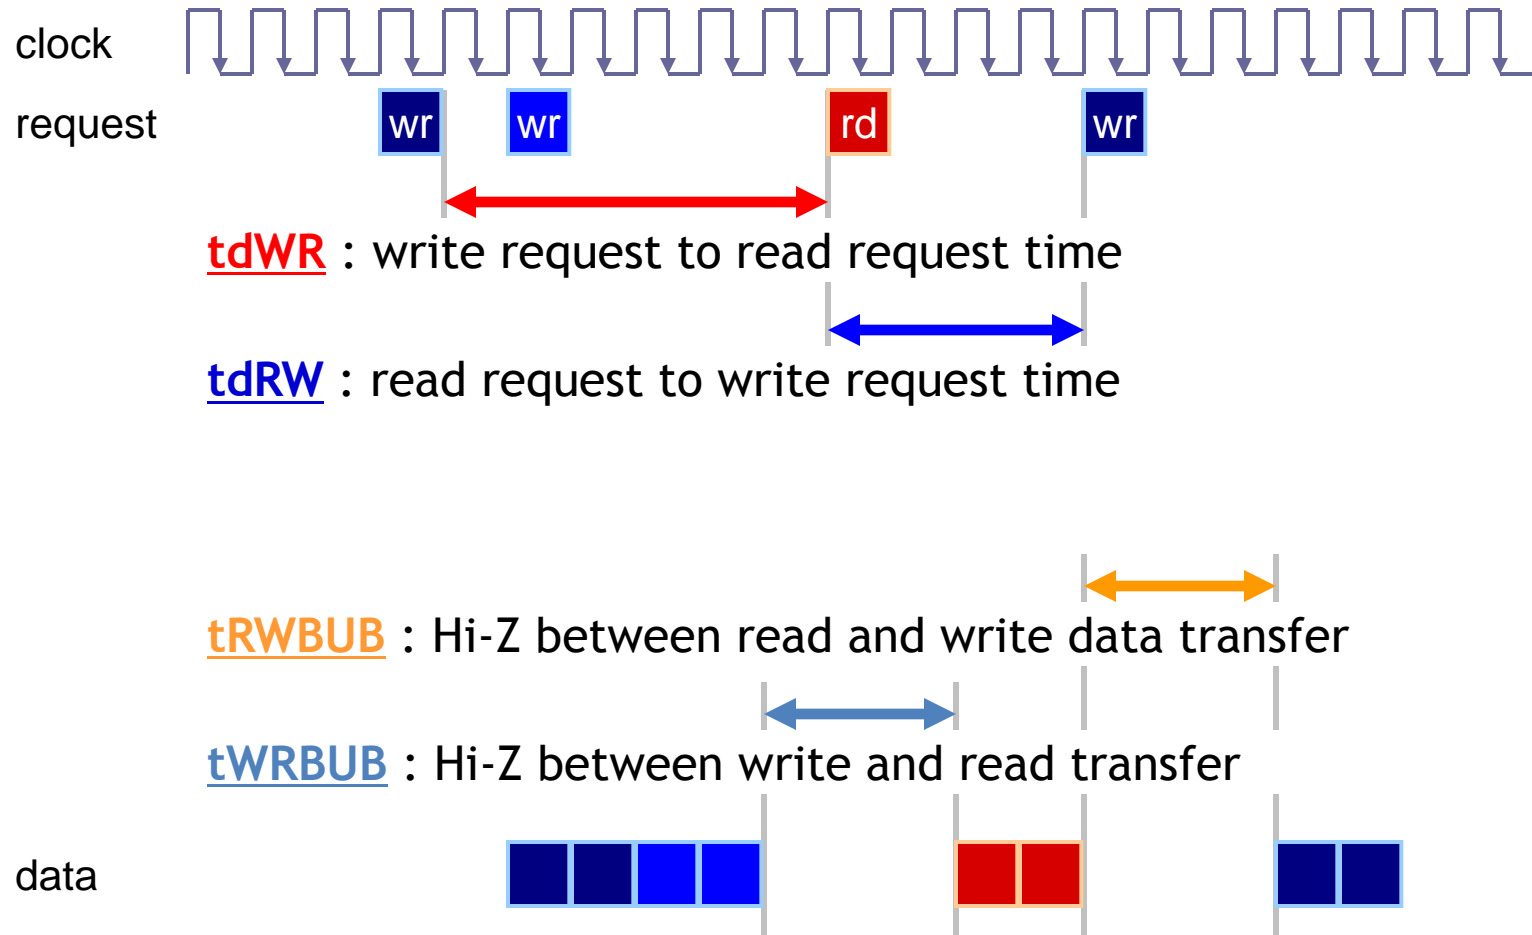 clock
request
wr wr rd wr
tdWR : write request to read request time
tdRW : read request to write request time
tRWBUB : Hi-Z between read and write data transfer
tWRBUB : Hi-Z between write and read transfer
data